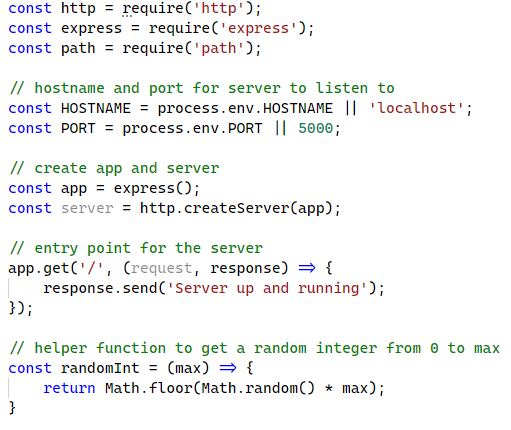 const http = require('http');
const express = require('express');
const path = require('path');
// hostname and port for server to listen to
const HOSTNAME = process.env.HOSTNAME || 'localhost';
const PORT = process.env.PORT || 5000;
// create app and server
const app = express();
const server = http.createServer(app);
// entry point for the server
app.get('/', (request, response) => {
    response.send('Server up and running');
});
// helper function to get a random integer from 0 to max
const randomInt = (max) => {
    return Math.floor(Math.random() * max);
}